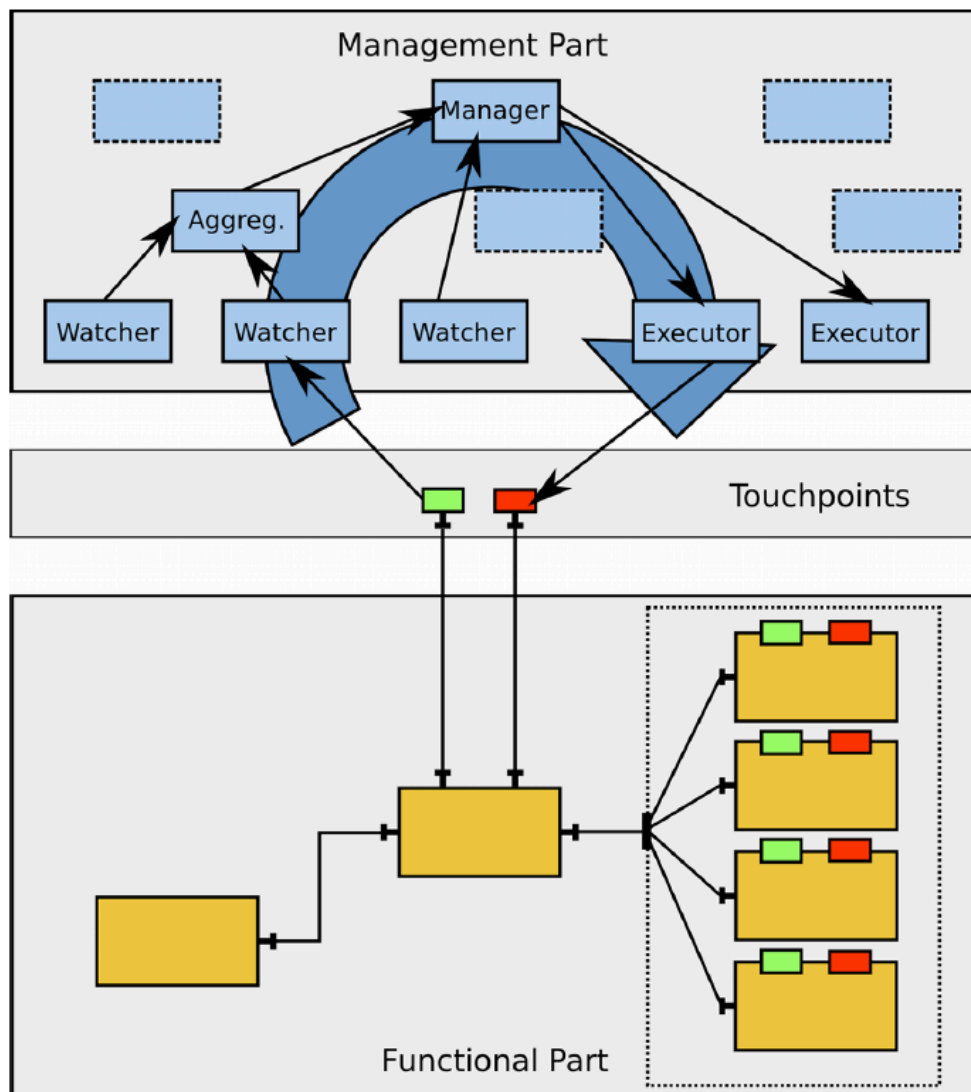 Management Part
Manager
Aggreg.
Watcher
Watcher
Watcher
Executor
Executor
Touchpoints
Functional Part